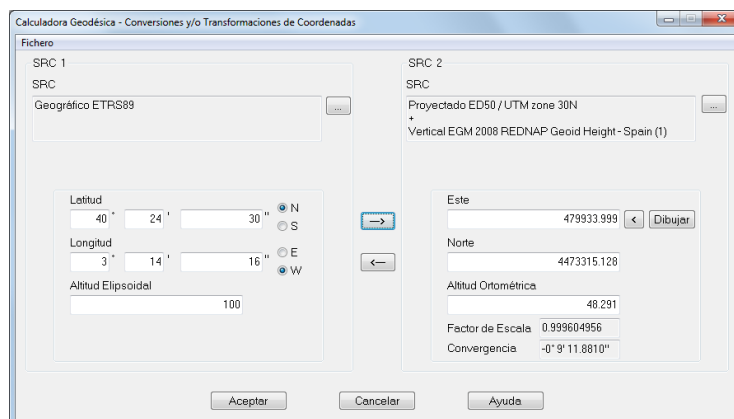 Calculadora Geodésica - Conversiones y/o Transformaciones de Coordenadas
Fichero
SRC 1
SRC
Geográfico ETRS89
...
Latitud
40 ° 24 ' 30 " N
S
Longitud
3 ° 14 ' 16 " E
W
Altitud Elipsoidal
100
-->
<--
SRC 2
SRC
Proyectado ED50 / UTM zone 30N
+
Vertical EGM 2008 REDNAP Geoid Height - Spain (1)
...
Este
479933.999 < Dibujar
Norte
4473315.128
Altitud Ortométrica
48.291
Factor de Escala 0.999604956
Convergencia -0° 9' 11.8810"
Aceptar Cancelar Ayuda